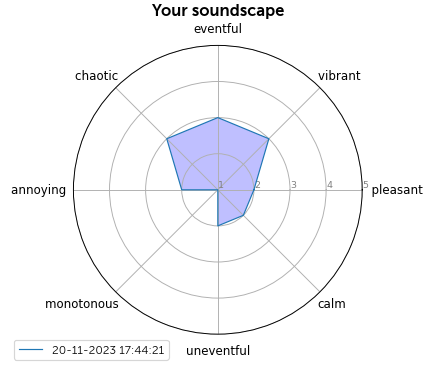 Your soundscape
eventful
chaotic
vibrant
annoying
1
2
3
4
5
pleasant
monotonous
calm
20-11-2023 17:44:21
uneventful